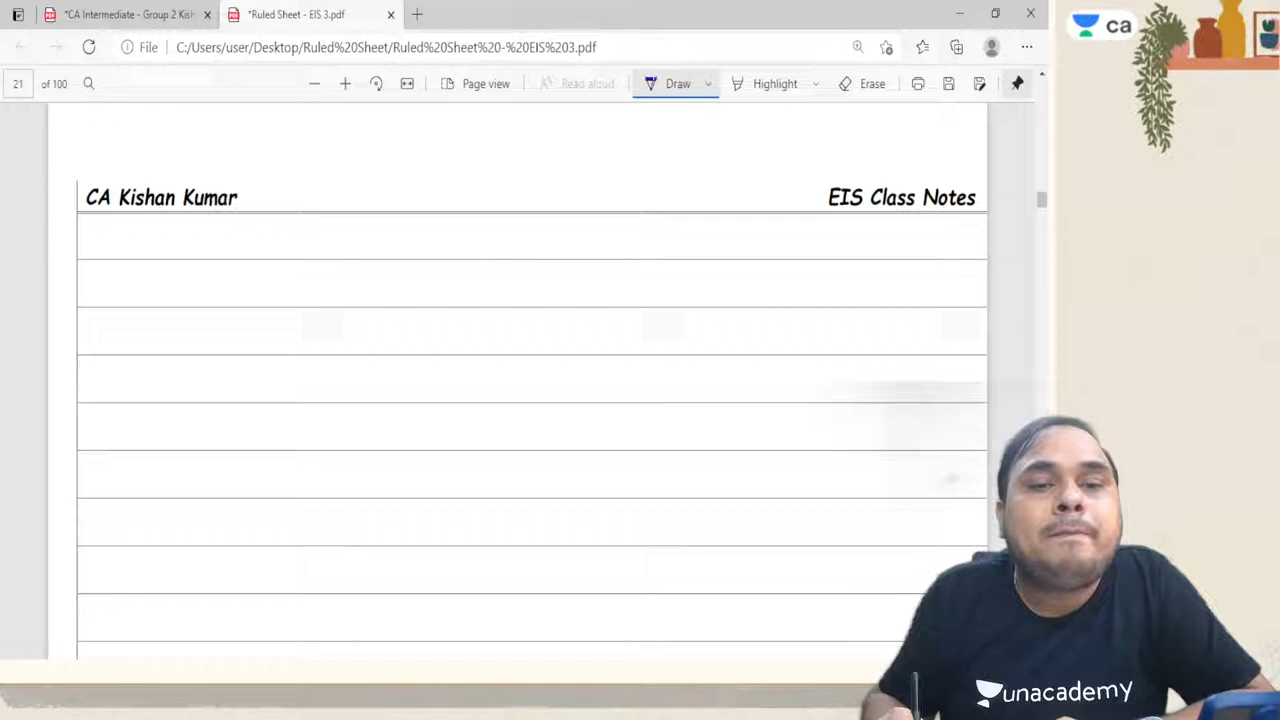 *CA Intermediate - Group 2 Kish
*Ruled Sheet - EIS 3.pdf
File
C:/Users/user/Desktop/Ruled%20Sheet/Ruled%20Sheet%20-%20EIS%203.pdf
21 of 100
Page view
Read aloud
Draw
Highlight
Erase
ca
CA Kishan Kumar
EIS Class Notes
unacademy